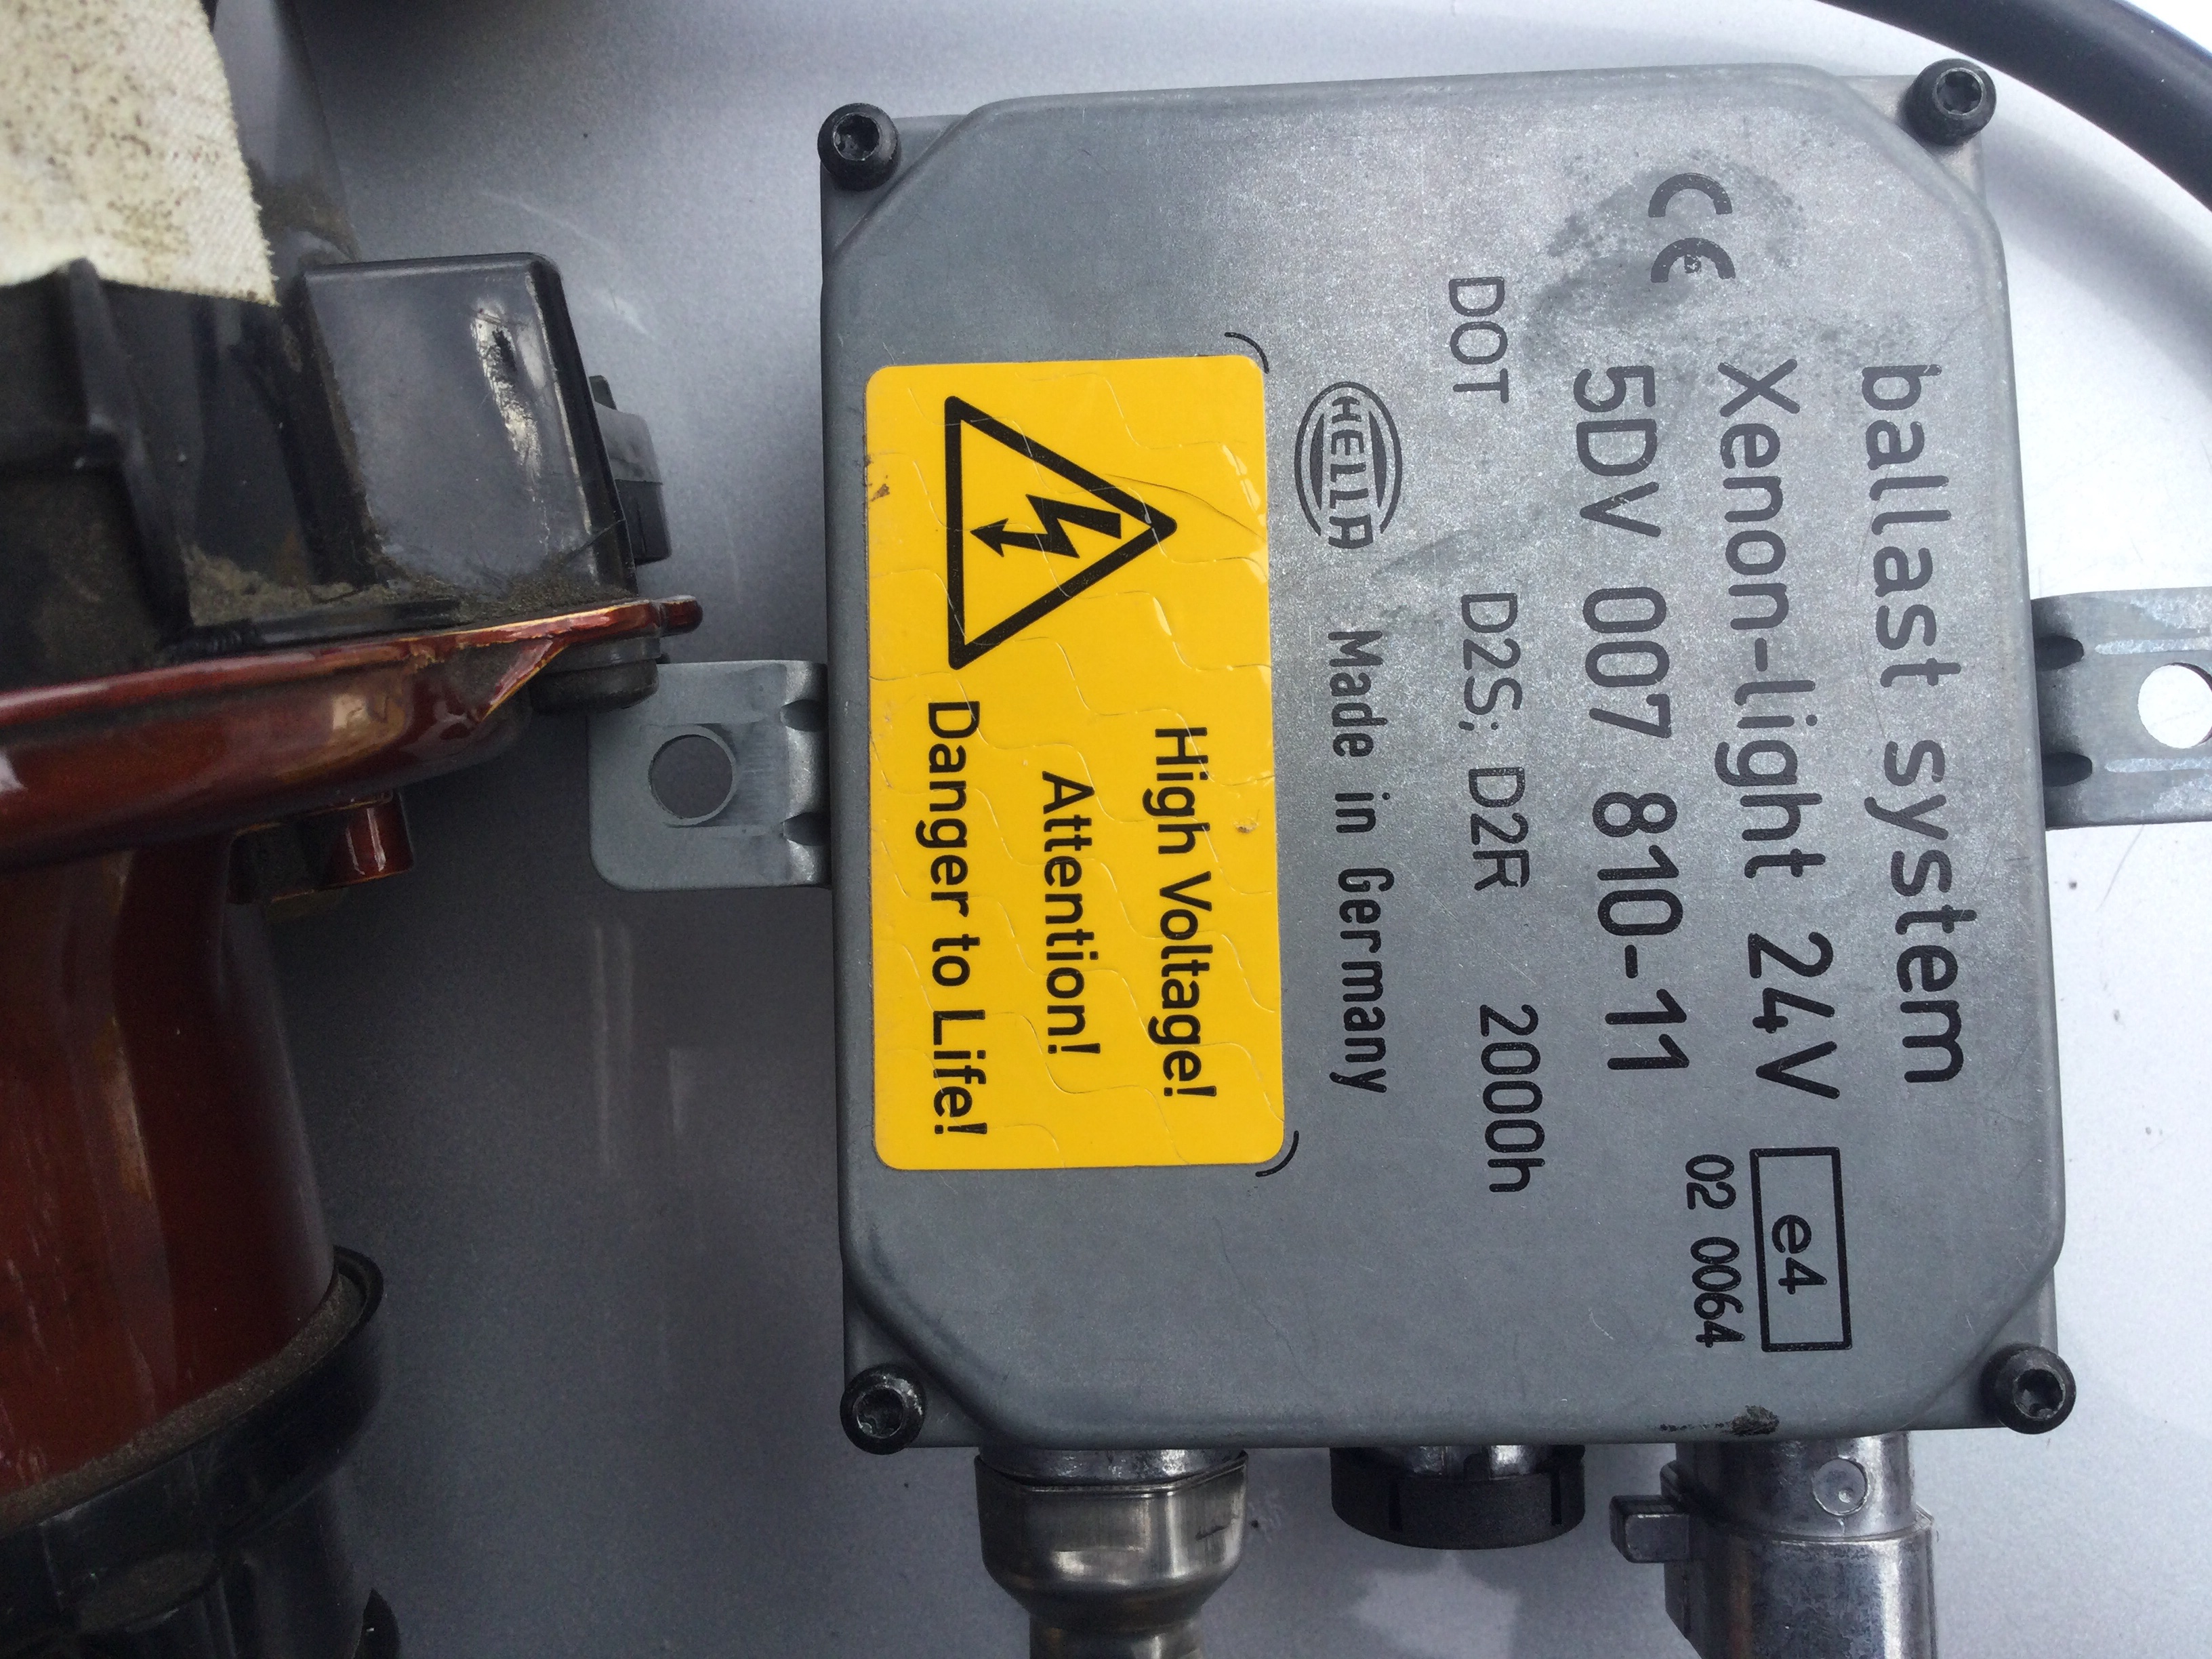 ballast system
CE Xenon-light 24V e4
5DV 007 810-11 02 0064
DOT D2S; D2R 2000h
HELLA Made in Germany
High Voltage!
Attention!
Danger to Life!